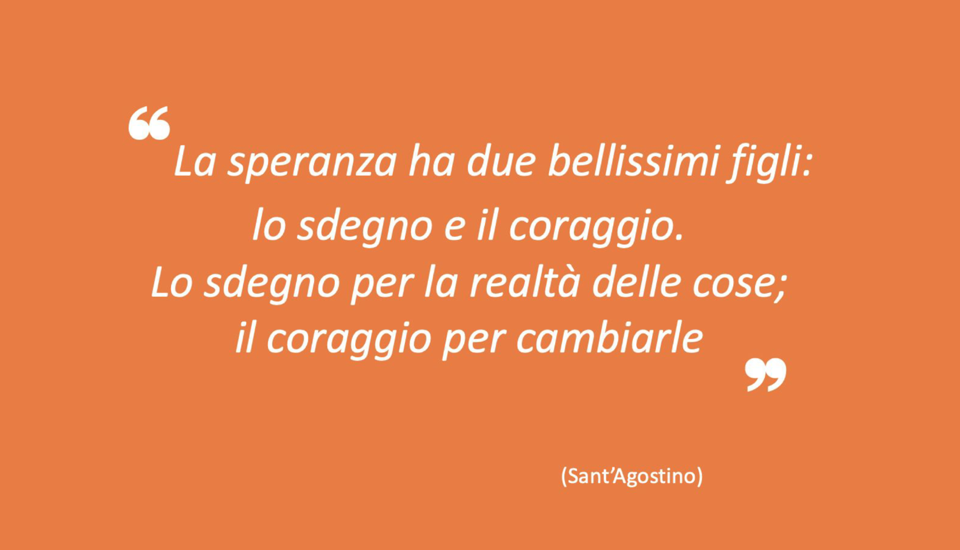 “La speranza ha due bellissimi figli:
lo sdegno e il coraggio.
Lo sdegno per la realtà delle cose;
il coraggio per cambiarle”
(Sant’Agostino)